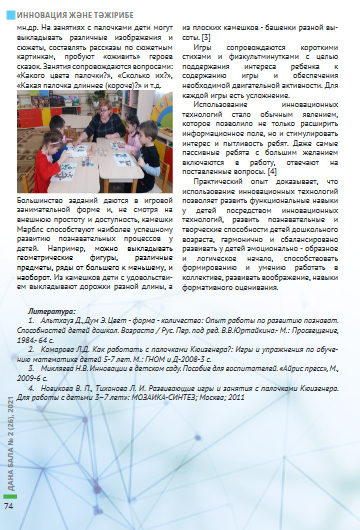 ИННОВАЦИЯ ЖӘНЕ ТӘЖІРИБЕ
мн.др. На занятиях с палочками дети могут
выкладывать различные изображения и
сюжеты, составлять рассказы по сюжетным
картинкам, пробуют «оживить» героев
сказок. Занятия сопровождаются вопросами:
«Какого цвета палочки?», «Сколько их?»,
«Какая палочка длиннее (короче)?» и т.д.
Большинство заданий даются в игровой
занимательной форме и, не смотря на
внешнюю простоту и доступность, камешки
Марблс способствуют наиболее успешному
развитию познавательных процессов у
детей. Например, можно выкладывать
геометрические фигуры, различные
предметы, ряды от большего к меньшему, и
наоборот. Из камешков дети с удовольстви-
ем выкладывают дорожки разной длины, а
из плоских камешков - башенки разной вы-
соты. [3]
Игры сопровождаются короткими
стихами и физкультминутками с целью
поддержания интереса ребенка к
содержанию игры и обеспечения
необходимой двигательной активности. Для
каждой игры есть усложнение.
Использование инновационных
технологий стало обычным явлением,
которое позволило не только расширить
информационное поле, но и стимулировать
интерес и пытливость ребят. Даже самые
пассивные ребята с большим желанием
включаются в работу, отвечают на
поставленные вопросы. [4]
Практический опыт доказывает, что
использование инновационных технологий
позволяет развить функциональные навыки
у детей посредством инновационных
технологий, развить познавательные и
творческие способности детей дошкольного
возраста, гармонично и сбалансировано
развивать у детей эмоционально - образное
и логическое начало, способствовать
формированию и умению работать в
коллективе, развивать воображение, навыки
формативного оценивания.
Литература:
1. Альтхауз Д., Дум Э. Цвет - форма - количество: Опыт работы по развитию познават.
Способностей детей дошкол. Возраста / Рус. Пер. под ред. В.В.Юртайкина.- М.: Просвещение,
1984- 64 с.
2. Комарова Л.Д. Как работать с палочками Кюизенера?: Игры и упражнения по обуче-
нию математике детей 5-7 лет. М.: ГНОМ и Д-2008-3 с.
3. Микляева Н.В. Инновации в детском саду. Пособие для воспитателей. «Айрис пресс», М.,
2009-6 с.
4. Новикова В. П., Тихонова Л. И. Развивающие игры и занятия с палочками Кюизенера.
Для работы с детьми 3–7 лет»: МОЗАИКА-СИНТЕЗ; Москва; 2011
ДАНА БАЛА № 2 (26), 2021
74